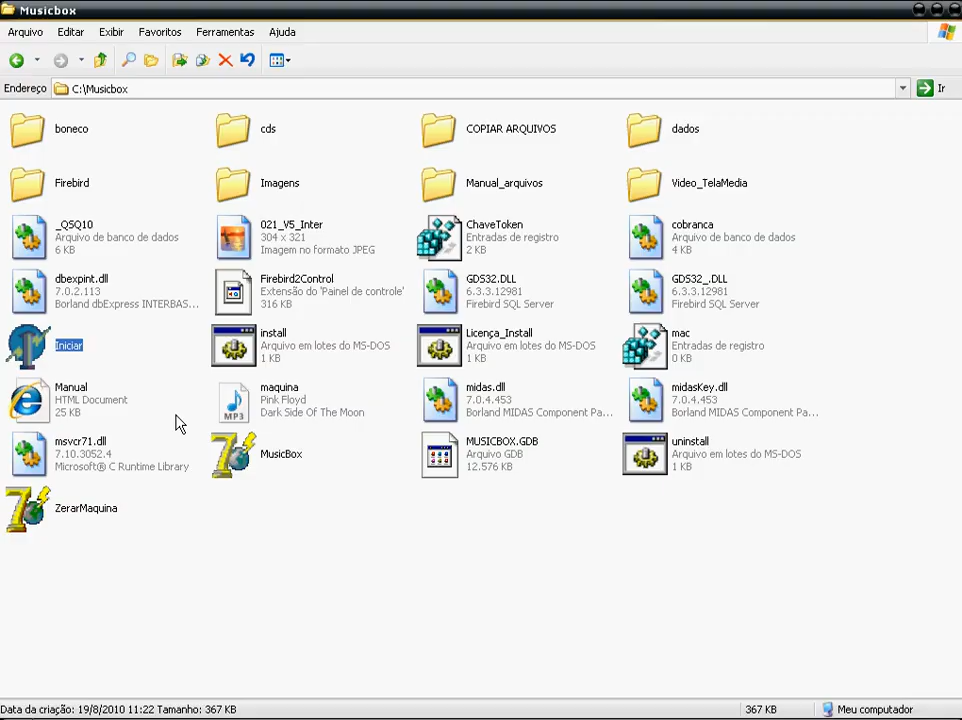 Musicbox
Arquivo Editar Exibir Favoritos Ferramentas Ajuda
Endereço C:\Musicbox Ir
boneco
cds
COPIAR ARQUIVOS
dados
Firebird
Imagens
Manual_arquivos
Video_TelaMedia
_QSQ10
Arquivo de banco de dados
6 KB
021_V5_Inter
304 x 321
Imagem no formato JPEG
ChaveToken
Entradas de registro
2 KB
cobranca
Arquivo de banco de dados
4 KB
dbexpint.dll
7.0.2.113
Borland dbExpress INTERBAS...
Firebird2Control
Extensão do 'Painel de controle'
316 KB
GDS32.DLL
6.3.3.12981
Firebird SQL Server
GDS32_.DLL
6.3.3.12981
Firebird SQL Server
Iniciar
install
Arquivo em lotes do MS-DOS
1 KB
Licença_Install
Arquivo em lotes do MS-DOS
1 KB
mac
Entradas de registro
0 KB
Manual
HTML Document
25 KB
MP3
maquina
Pink Floyd
Dark Side Of The Moon
midas.dll
7.0.4.453
Borland MIDAS Component Pa...
midasKey.dll
7.0.4.453
Borland MIDAS Component Pa...
msvcr71.dll
7.10.3052.4
Microsoft® C Runtime Library
MusicBox
MUSICBOX.GDB
Arquivo GDB
12.576 KB
uninstall
Arquivo em lotes do MS-DOS
1 KB
ZerarMaquina
Data da criação: 19/8/2010 11:22 Tamanho: 367 KB
367 KB
Meu computador